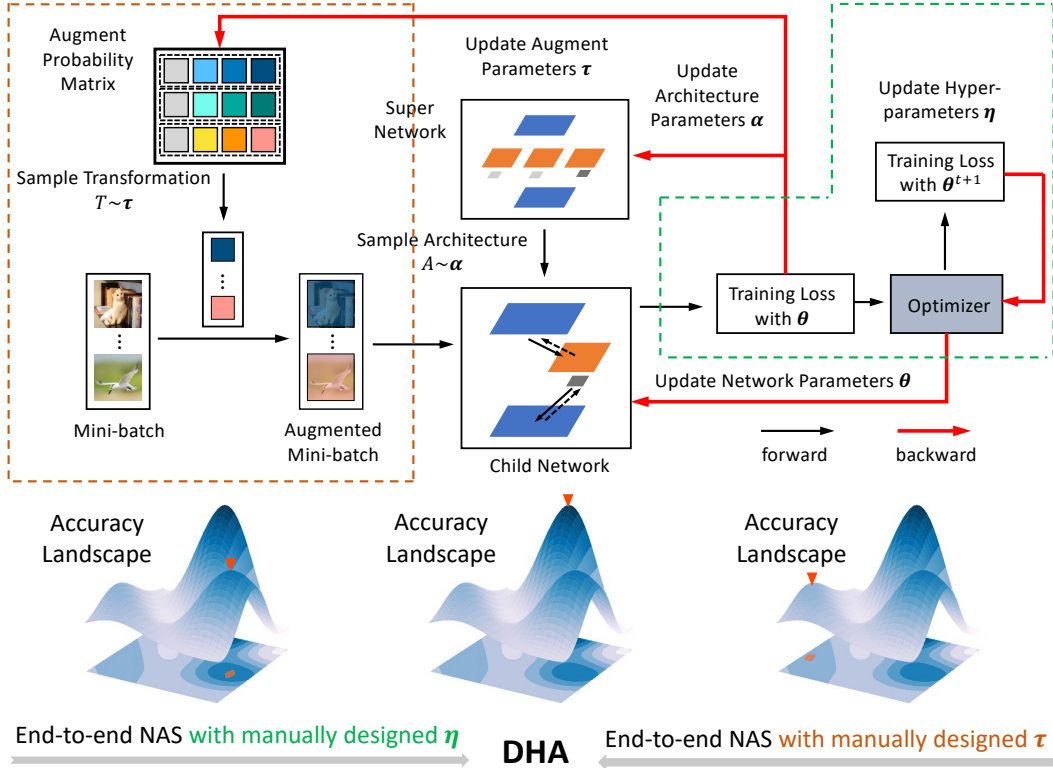 Augment
Probability
Matrix
Sample Transformation
T~τ
Mini-batch
Augmented
Mini-batch
Update Augment
Parameters τ
Super
Network
Update
Architecture
Parameters α
Sample Architecture
A~α
Child Network
Training Loss
with θ
Update Hyper-
parameters η
Training Loss
with θ^{t+1}
Optimizer
Update Network Parameters θ
forward
backward
Accuracy
Landscape
Accuracy
Landscape
Accuracy
Landscape
End-to-end NAS with manually designed η
DHA
End-to-end NAS with manually designed τ